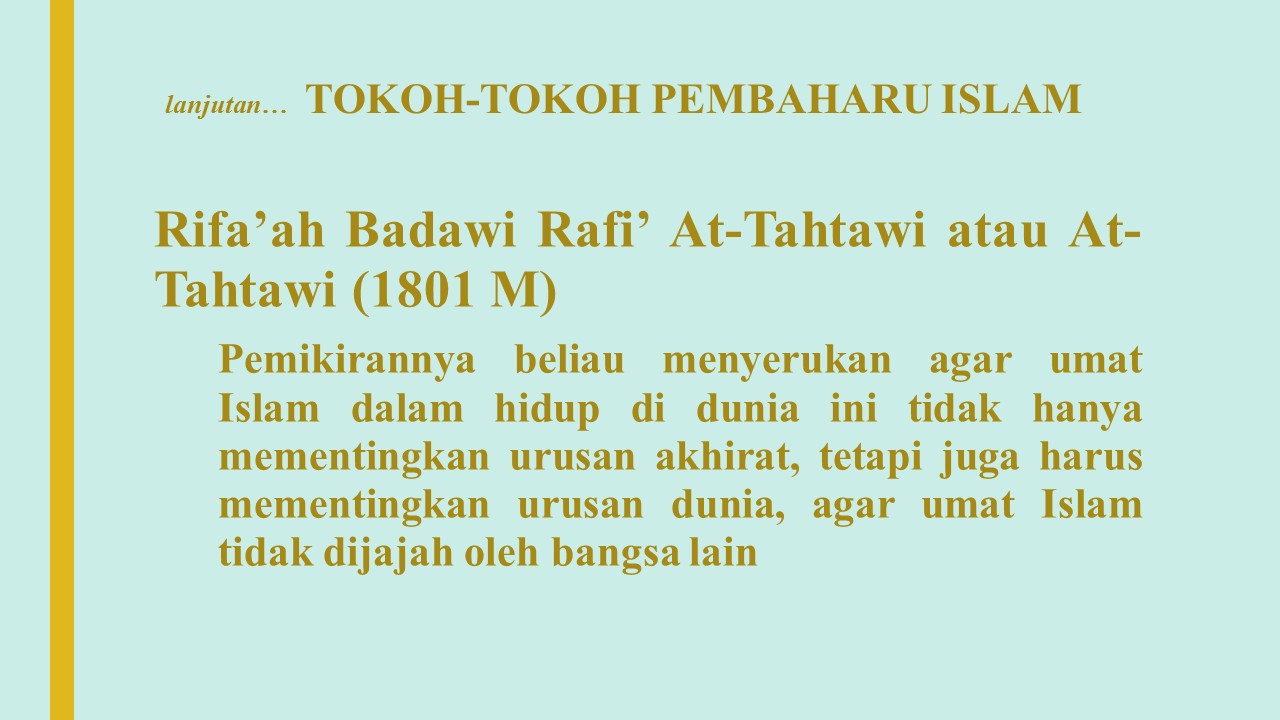 lanjutan… TOKOH-TOKOH PEMBAHARU ISLAM
Rifa’ah Badawi Rafi’ At-Tahtawi atau At-
Tahtawi (1801 M)
Pemikirannya beliau menyerukan agar umat
Islam dalam hidup di dunia ini tidak hanya
mementingkan urusan akhirat, tetapi juga harus
mementingkan urusan dunia, agar umat Islam
tidak dijajah oleh bangsa lain